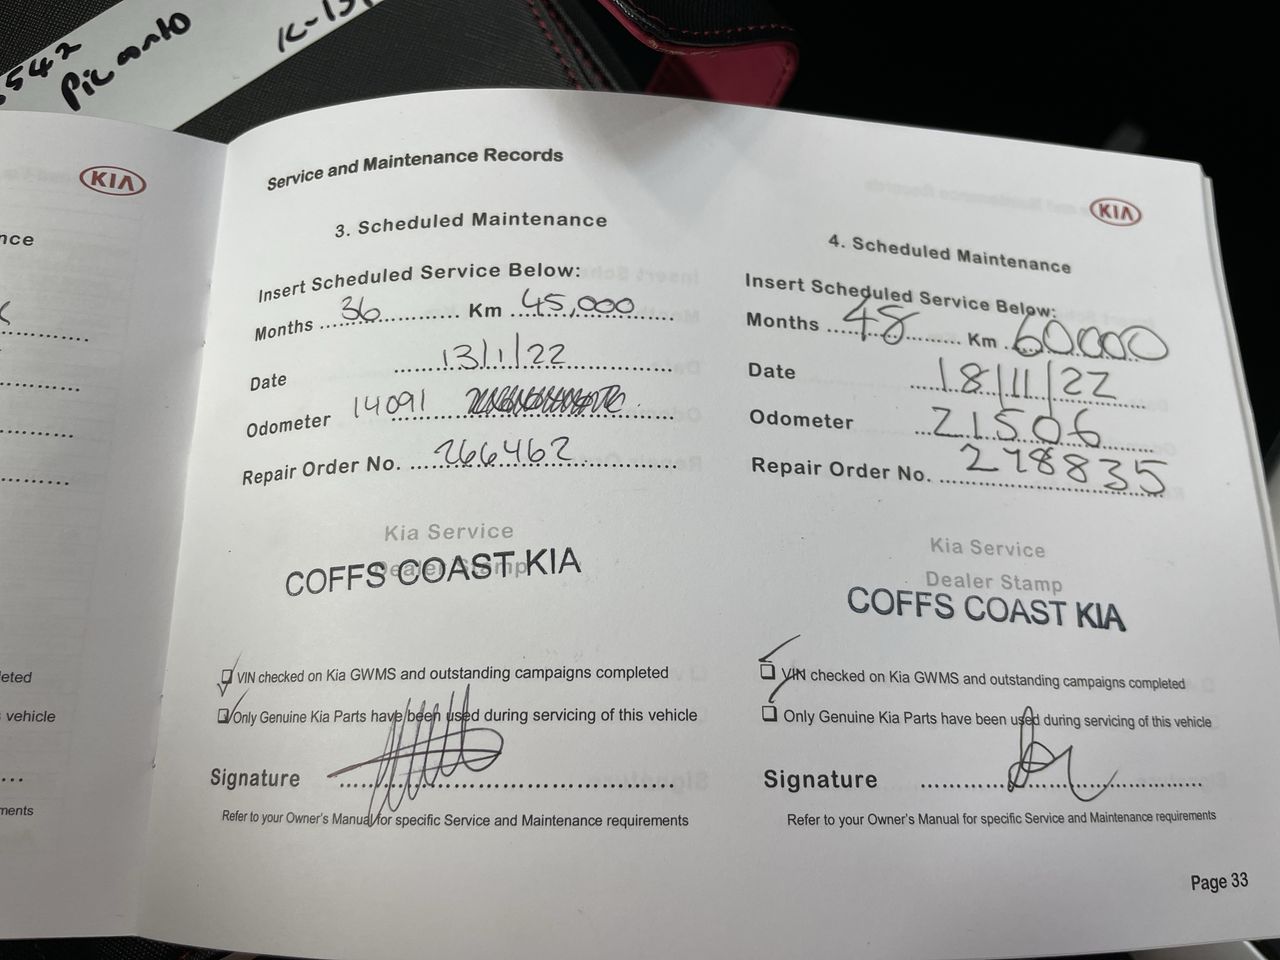 542
Picanto
K-13
KIA
nce
eted
vehicle
ments
Service and Maintenance Records
3. Scheduled Maintenance
Insert Scheduled Service Below:
Months 36 Km 45,000
Date 13/1/22
Odometer 14091
Repair Order No. 266462
Kia Service
Dealer Stamp
COFFS COAST KIA
VIN checked on Kia GWMS and outstanding campaigns completed
Only Genuine Kia Parts have been used during servicing of this vehicle
Signature
Refer to your Owner's Manual for specific Service and Maintenance requirements
KIA
4. Scheduled Maintenance
Insert Scheduled Service Below:
Months 48 Km 60000
Date 18/11/22
Odometer 21506
Repair Order No. 278835
Kia Service
Dealer Stamp
COFFS COAST KIA
VIN checked on Kia GWMS and outstanding campaigns completed
Only Genuine Kia Parts have been used during servicing of this vehicle
Signature
Refer to your Owner's Manual for specific Service and Maintenance requirements
Page 33